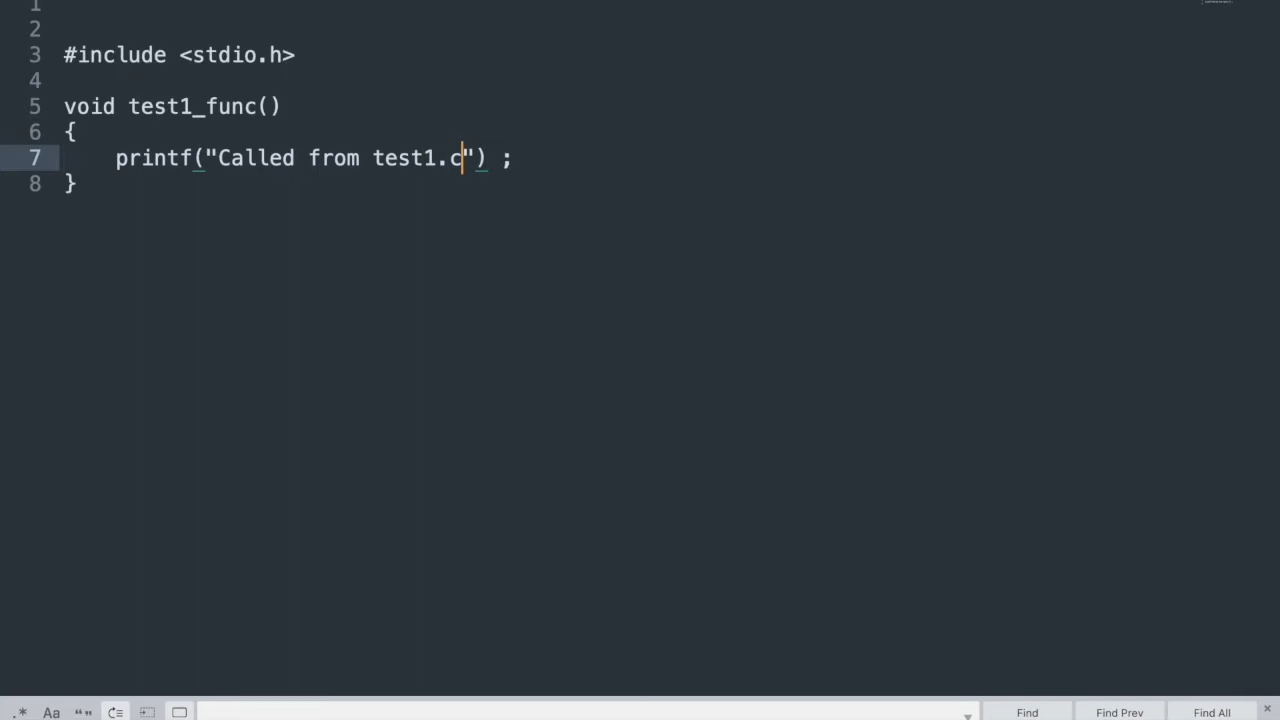 1
2
3 #include <stdio.h>
4
5 void test1_func()
6 {
7     printf("Called from test1.c") ;
8 }
.* Aa “” Find Find Prev Find All ×